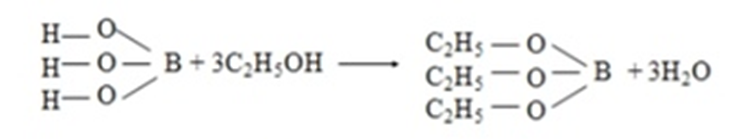 H—O
H—O—B + 3C₂H₅OH ⟶ C₂H₅—O—B + 3H₂O
H—O
C₂H₅—O
C₂H₅—O